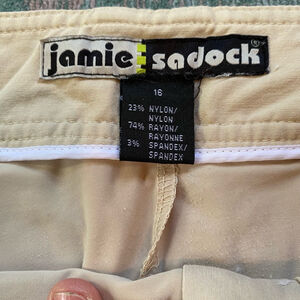 jamie sadock ®
16
23% NYLON/
NYLON
74% RAYON/
RAYONNE
3% SPANDEX/
SPANDEX